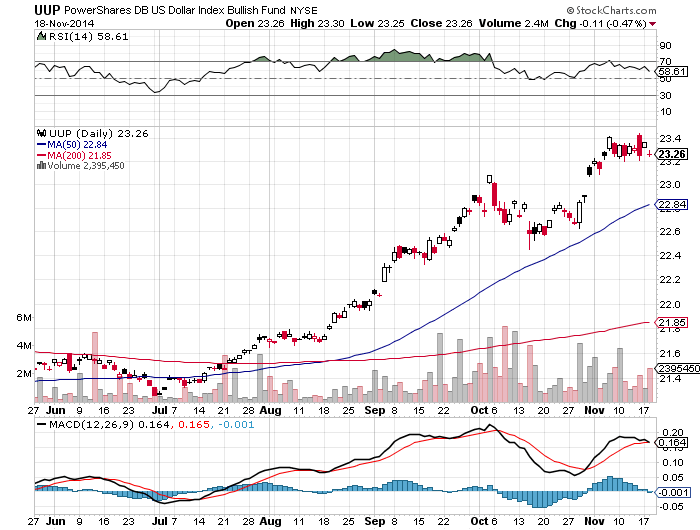 UUP PowerShares DB US Dollar Index Bullish Fund NYSE © StockCharts.com
18-Nov-2014 Open 23.26 High 23.30 Low 23.25 Close 23.26 Volume 2.4M Chg -0.11 (-0.47%)
RSI(14) 58.61
90
70
58.61
50
30
10
UUP (Daily) 23.26
MA(50) 22.84
MA(200) 21.85
Volume 2,395,450
23.4
23.26
23.2
23.0
22.84
22.6
22.4
22.2
22.0
21.85
21.6
21.4
6M
4M
2M
2395450
27 Jun 9 16 23 Jul 7 14 21 28 Aug 11 18 25 Sep 8 15 22 Oct 6 13 20 27 Nov 10 17
MACD(12,26,9) 0.164, 0.165, -0.001
0.20
0.164
0.10
0.05
-0.001
-0.05
27 Jun 9 16 23 Jul 7 14 21 28 Aug 11 18 25 Sep 8 15 22 Oct 6 13 20 27 Nov 10 17